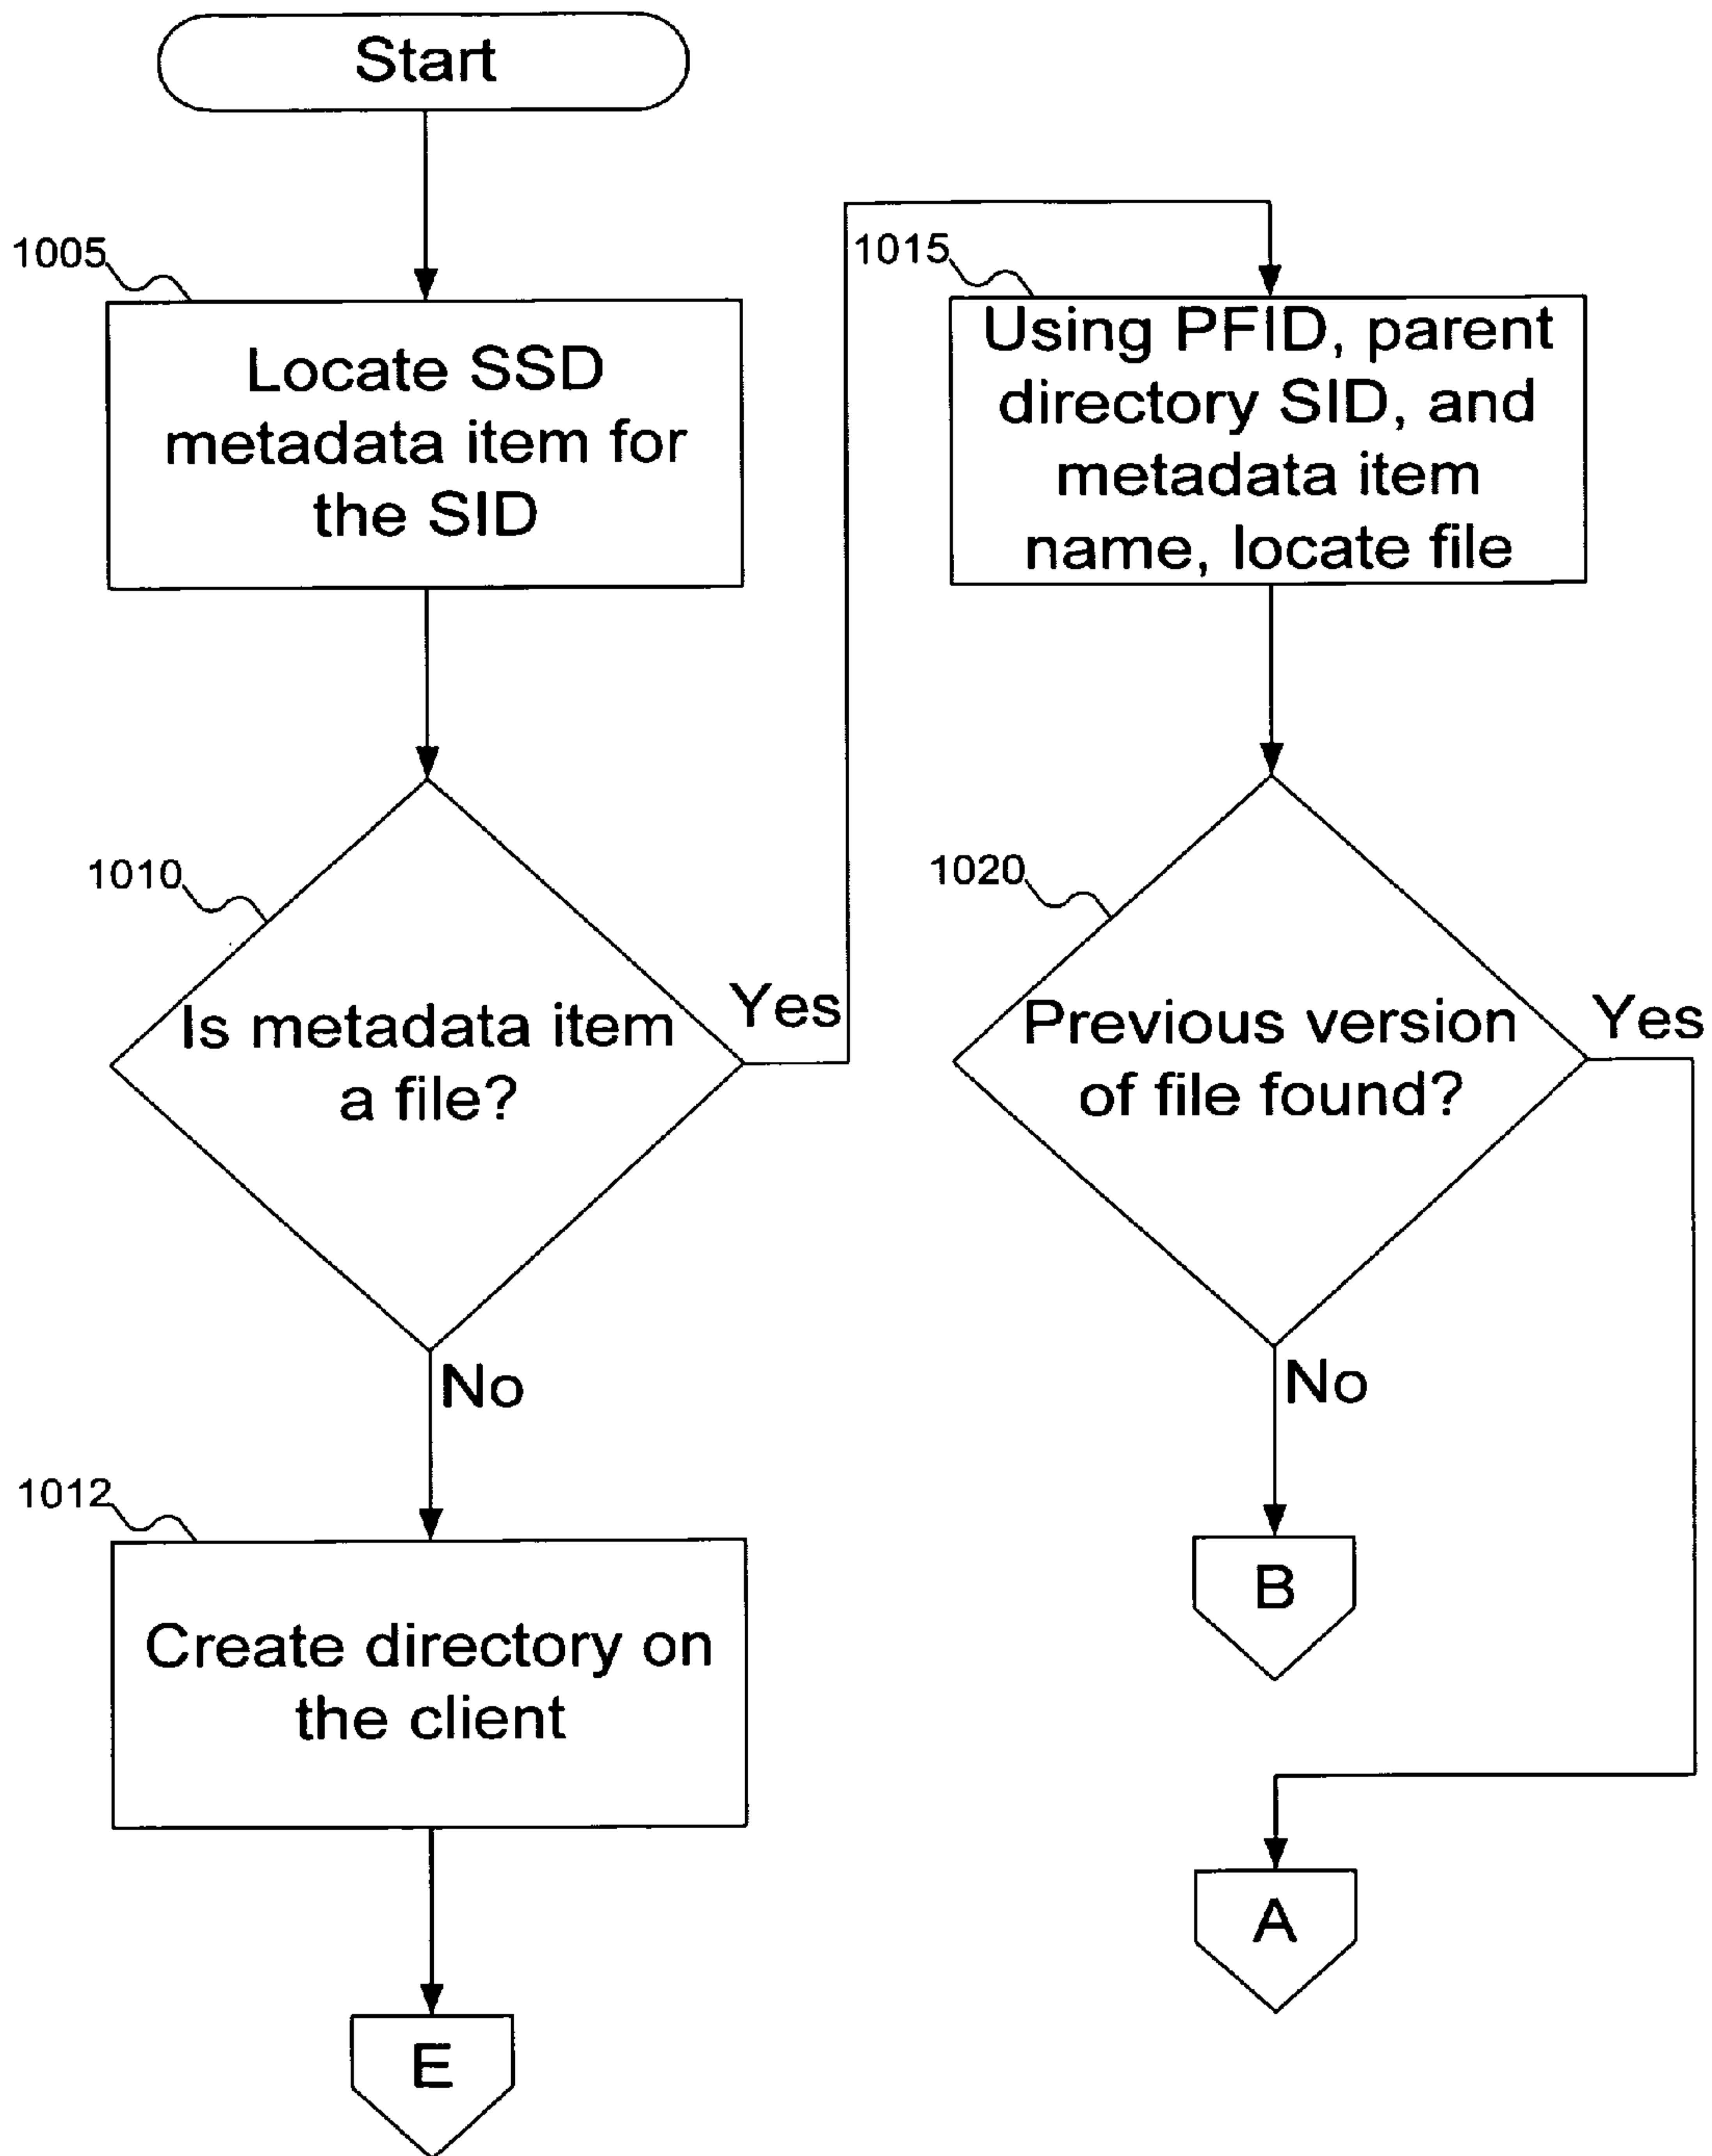 Start
1005
Locate SSD
metadata item for
the SID
1010
Is metadata item
a file?
Yes
No
1012
Create directory on
the client
E
1015
Using PFID, parent
directory SID, and
metadata item
name, locate file
1020
Previous version
of file found?
Yes
No
B
A